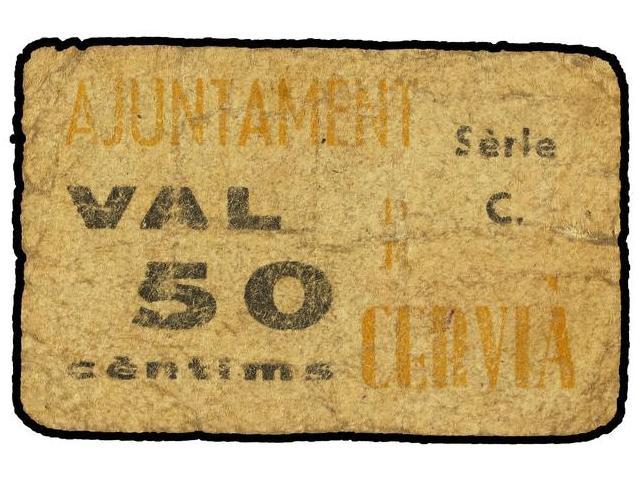 AJUNTAMENT
Sèrie
C.
VAL
50
cèntims
CERVIÀ